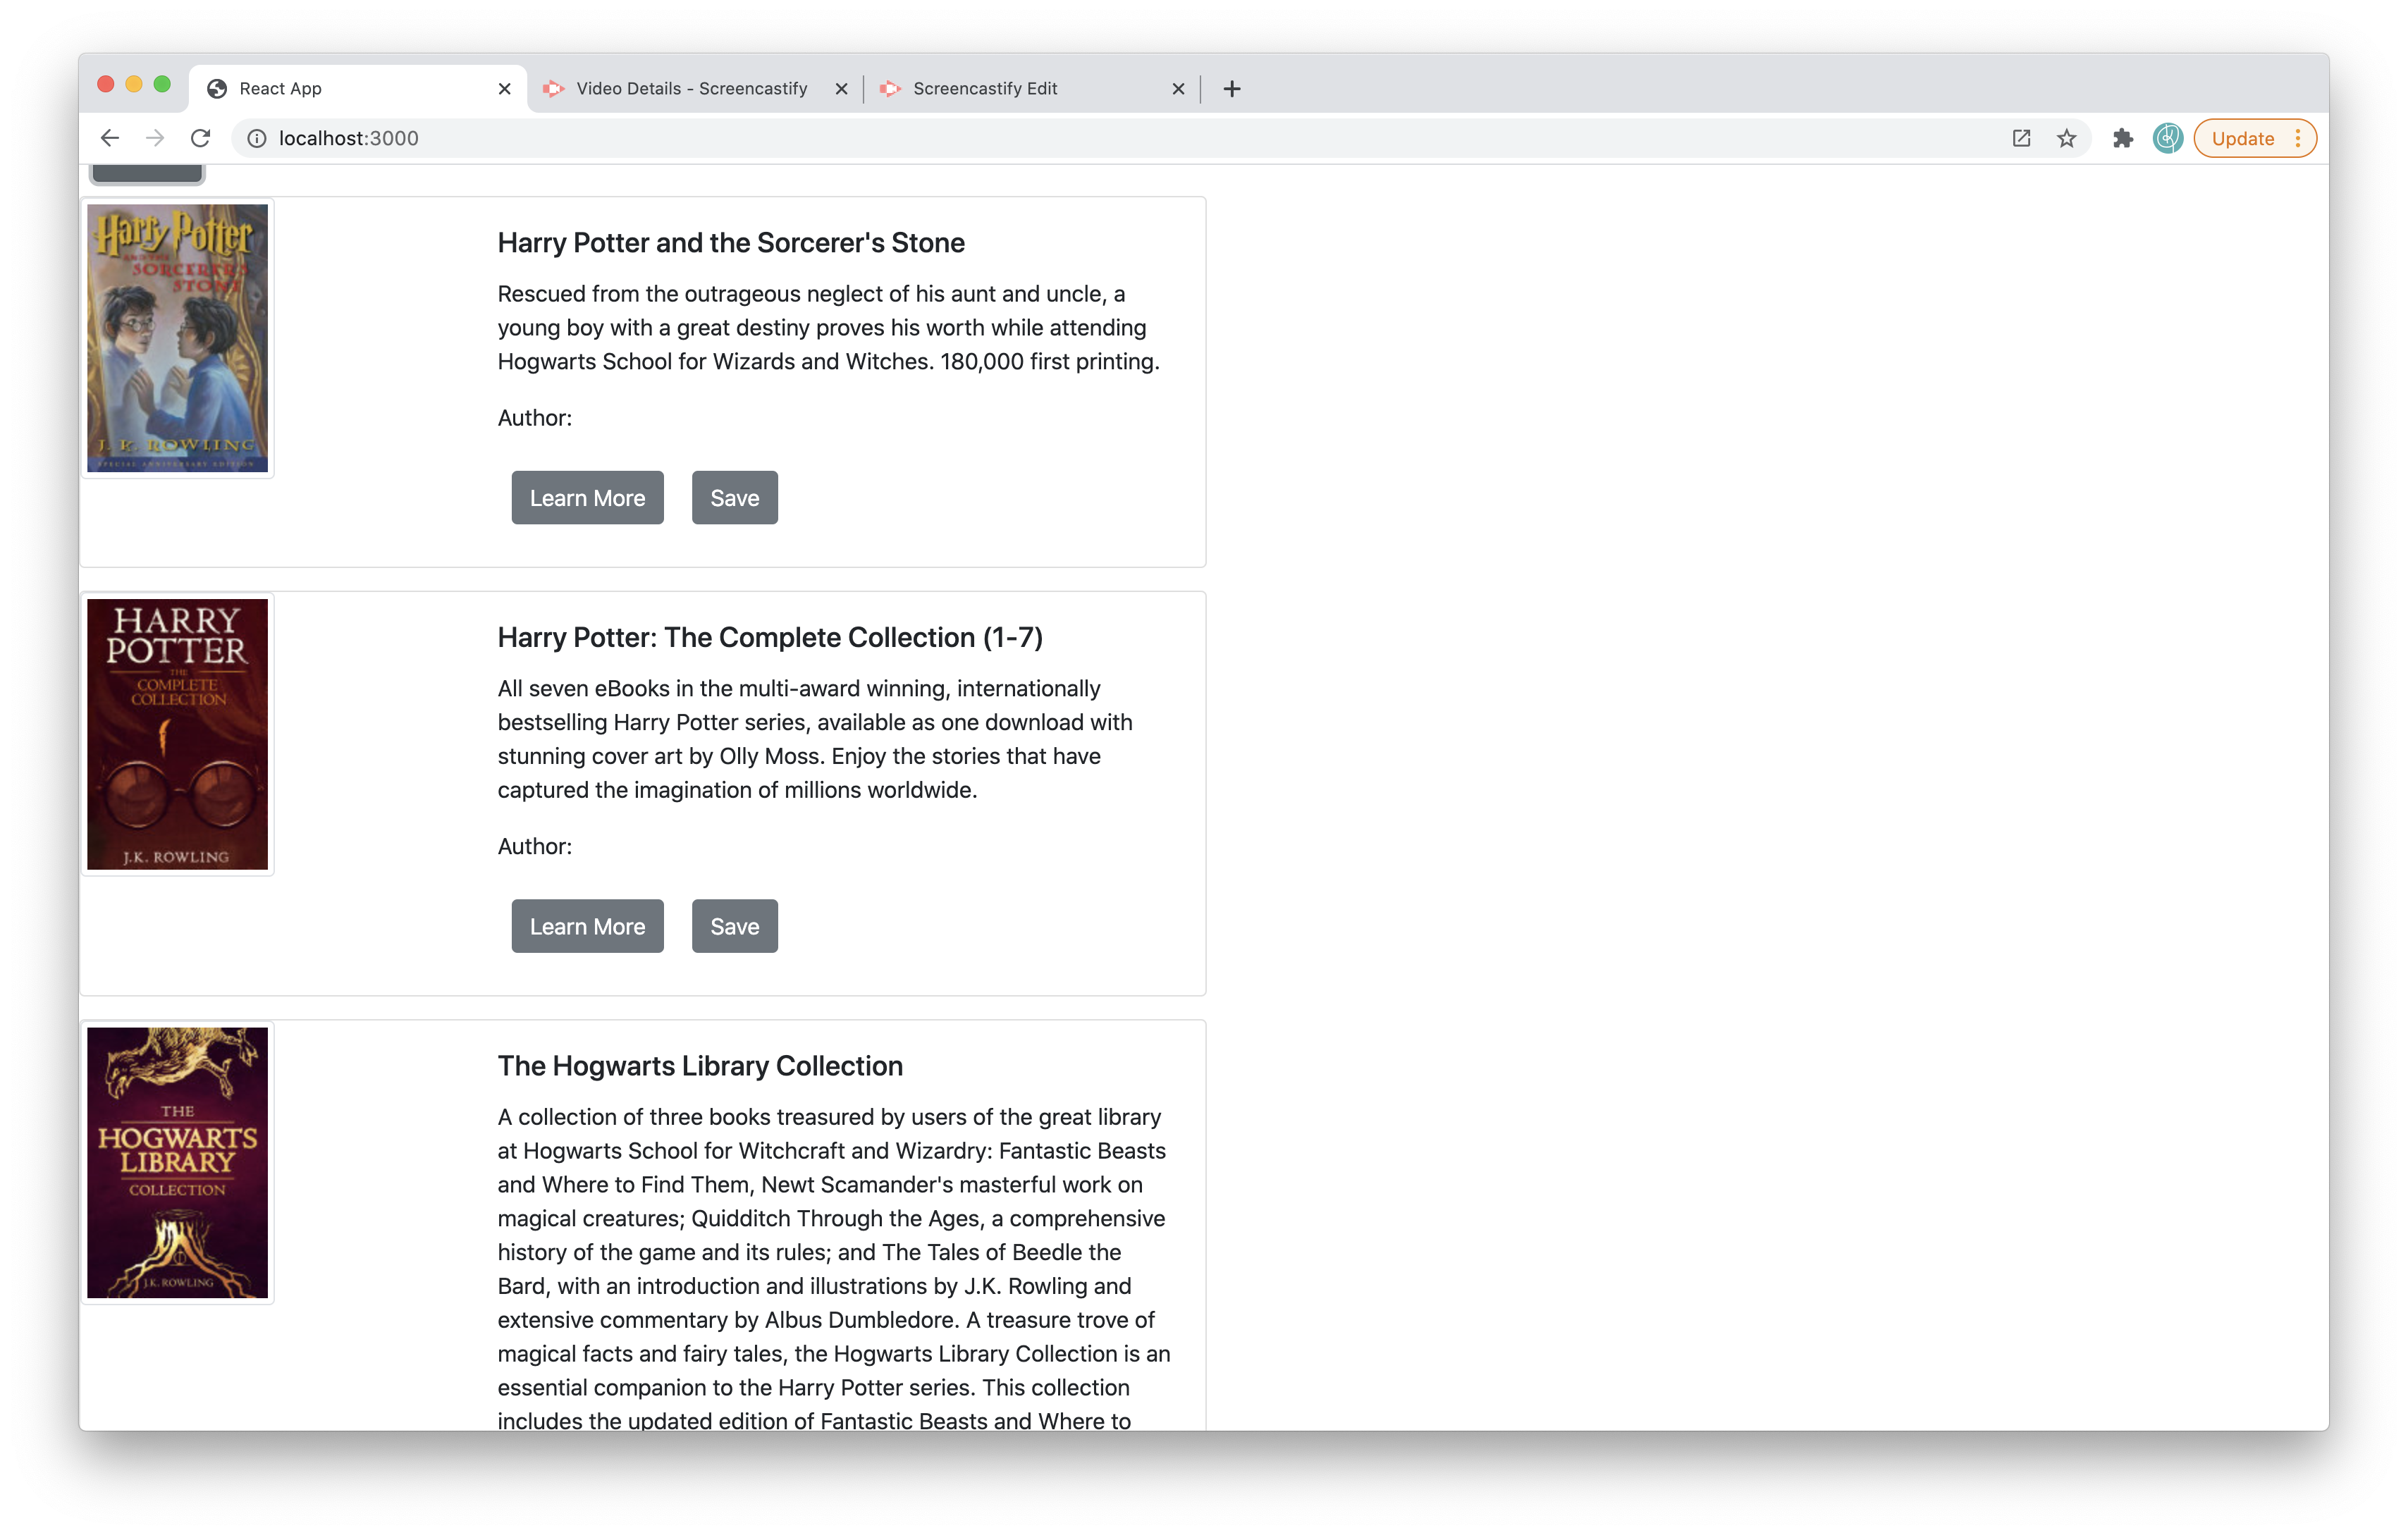 React App
Video Details - Screencastify
Screencastify Edit
localhost:3000
Update
Harry Potter
AND THE
SORCERER'S
STONE
J. K. ROWLING
SPECIAL ANNIVERSARY EDITION
Harry Potter and the Sorcerer's Stone
Rescued from the outrageous neglect of his aunt and uncle, a
young boy with a great destiny proves his worth while attending
Hogwarts School for Wizards and Witches. 180,000 first printing.
Author:
Learn More
Save
HARRY
POTTER
THE
COMPLETE
COLLECTION
J.K. ROWLING
Harry Potter: The Complete Collection (1-7)
All seven eBooks in the multi-award winning, internationally
bestselling Harry Potter series, available as one download with
stunning cover art by Olly Moss. Enjoy the stories that have
captured the imagination of millions worldwide.
Author:
Learn More
Save
THE
HOGWARTS
LIBRARY
COLLECTION
J.K. ROWLING
The Hogwarts Library Collection
A collection of three books treasured by users of the great library
at Hogwarts School for Witchcraft and Wizardry: Fantastic Beasts
and Where to Find Them, Newt Scamander's masterful work on
magical creatures; Quidditch Through the Ages, a comprehensive
history of the game and its rules; and The Tales of Beedle the
Bard, with an introduction and illustrations by J.K. Rowling and
extensive commentary by Albus Dumbledore. A treasure trove of
magical facts and fairy tales, the Hogwarts Library Collection is an
essential companion to the Harry Potter series. This collection
includes the updated edition of Fantastic Beasts and Where to